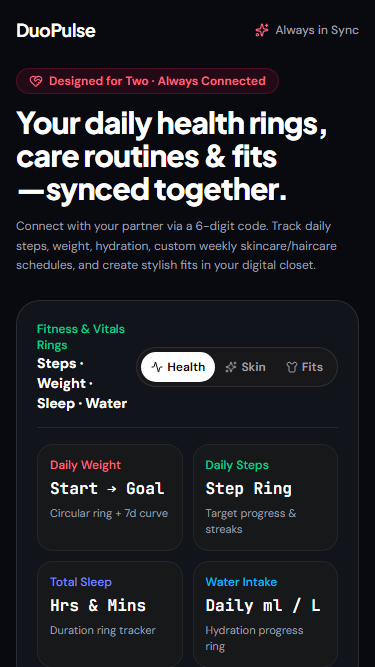 DuoPulse
Always in Sync
Designed for Two · Always Connected
Your daily health rings,
care routines & fits
—synced together.
Connect with your partner via a 6-digit code. Track daily
steps, weight, hydration, custom weekly skincare/haircare
schedules, and create stylish fits in your digital closet.
Fitness & Vitals
Rings
Steps ·
Weight ·
Sleep · Water
Health
Skin
Fits
Daily Weight
Start → Goal
Circular ring + 7d curve
Daily Steps
Step Ring
Target progress &
streaks
Total Sleep
Hrs & Mins
Duration ring tracker
Water Intake
Daily ml / L
Hydration progress
ring